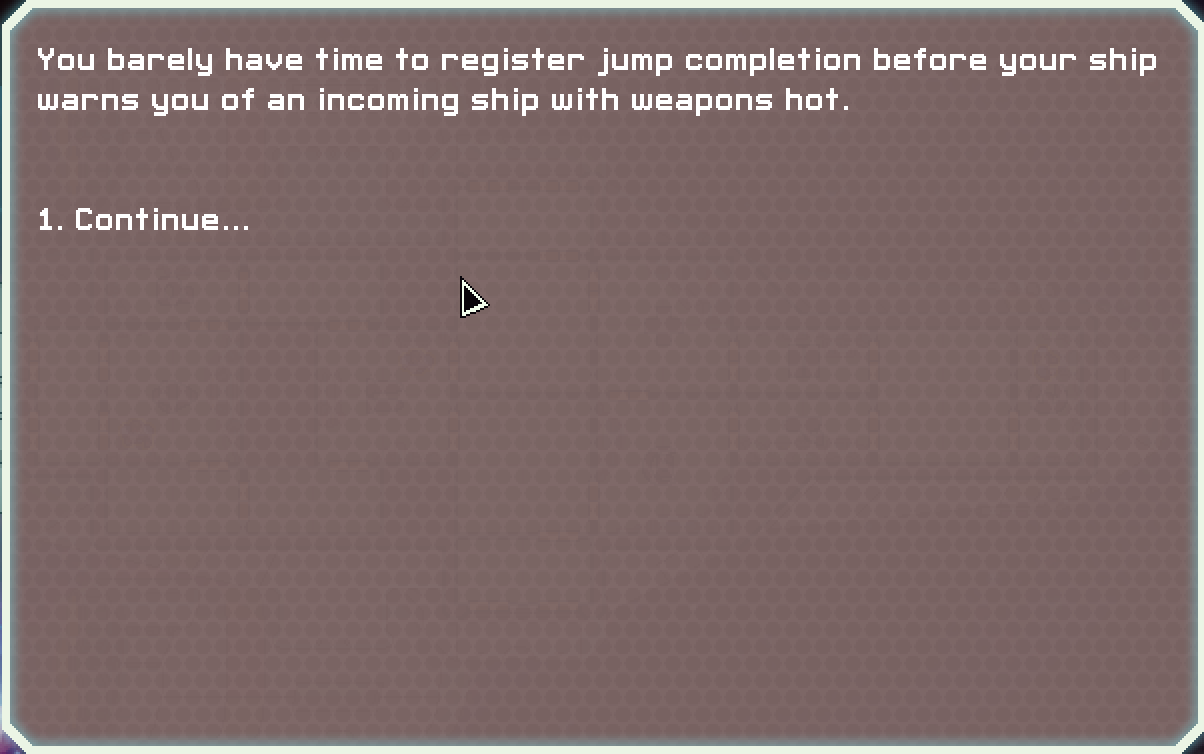 You barely have time to register jump completion before your ship
warns you of an incoming ship with weapons hot.
1. Continue...